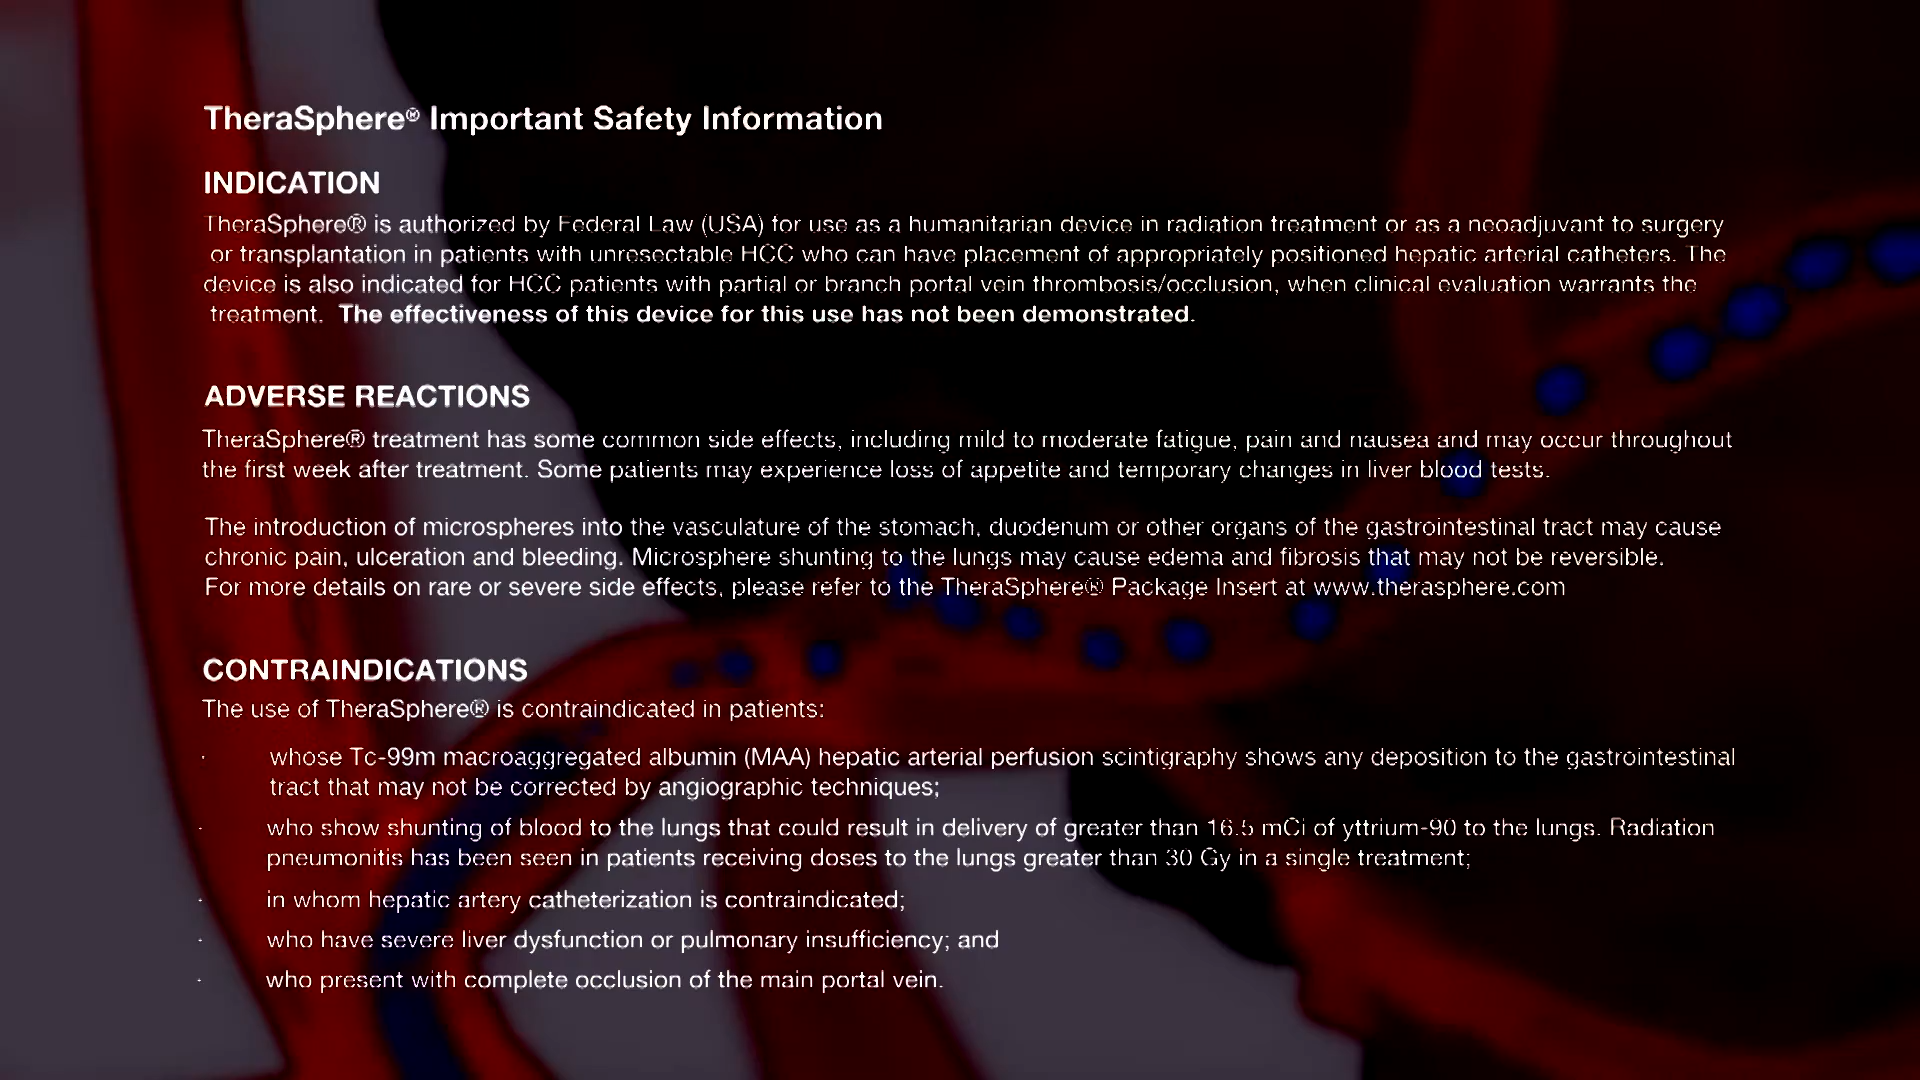 TheraSphere® Important Safety Information
INDICATION
TheraSphere® is authorized by Federal Law (USA) for use as a humanitarian device in radiation treatment or as a neoadjuvant to surgery
or transplantation in patients with unresectable HCC who can have placement of appropriately positioned hepatic arterial catheters. The
device is also indicated for HCC patients with partial or branch portal vein thrombosis/occlusion, when clinical evaluation warrants the
treatment. The effectiveness of this device for this use has not been demonstrated.
ADVERSE REACTIONS
TheraSphere® treatment has some common side effects, including mild to moderate fatigue, pain and nausea and may occur throughout
the first week after treatment. Some patients may experience loss of appetite and temporary changes in liver blood tests.
The introduction of microspheres into the vasculature of the stomach, duodenum or other organs of the gastrointestinal tract may cause
chronic pain, ulceration and bleeding. Microsphere shunting to the lungs may cause edema and fibrosis that may not be reversible.
For more details on rare or severe side effects, please refer to the TheraSphere® Package Insert at www.therasphere.com
CONTRAINDICATIONS
The use of TheraSphere® is contraindicated in patients:
· whose Tc-99m macroaggregated albumin (MAA) hepatic arterial perfusion scintigraphy shows any deposition to the gastrointestinal
tract that may not be corrected by angiographic techniques;
· who show shunting of blood to the lungs that could result in delivery of greater than 16.5 mCi of yttrium-90 to the lungs. Radiation
pneumonitis has been seen in patients receiving doses to the lungs greater than 30 Gy in a single treatment;
· in whom hepatic artery catheterization is contraindicated;
· who have severe liver dysfunction or pulmonary insufficiency; and
· who present with complete occlusion of the main portal vein.